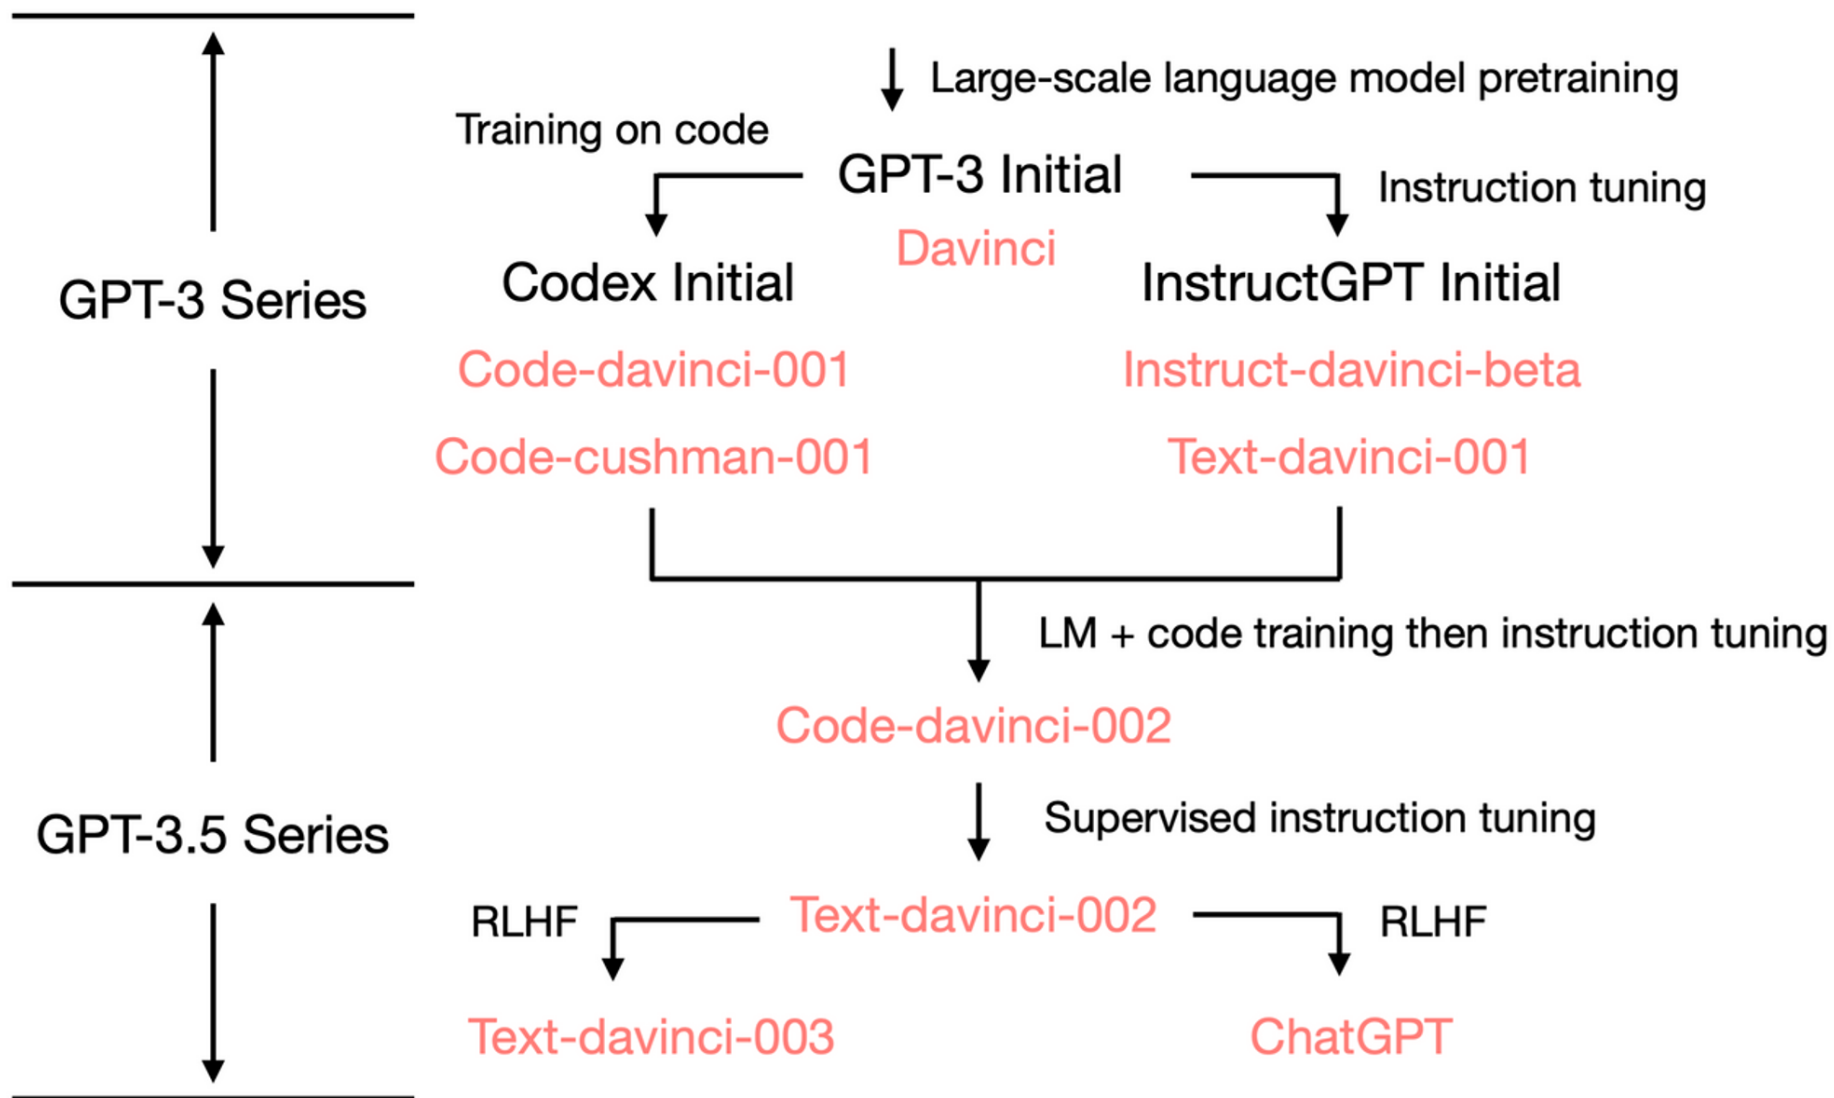 Large-scale language model pretraining
Training on code
GPT-3 Initial
Instruction tuning
Davinci
Codex Initial
InstructGPT Initial
GPT-3 Series
Code-davinci-001
Instruct-davinci-beta
Code-cushman-001
Text-davinci-001
LM + code training then instruction tuning
Code-davinci-002
Supervised instruction tuning
GPT-3.5 Series
RLHF
Text-davinci-002
RLHF
Text-davinci-003
ChatGPT